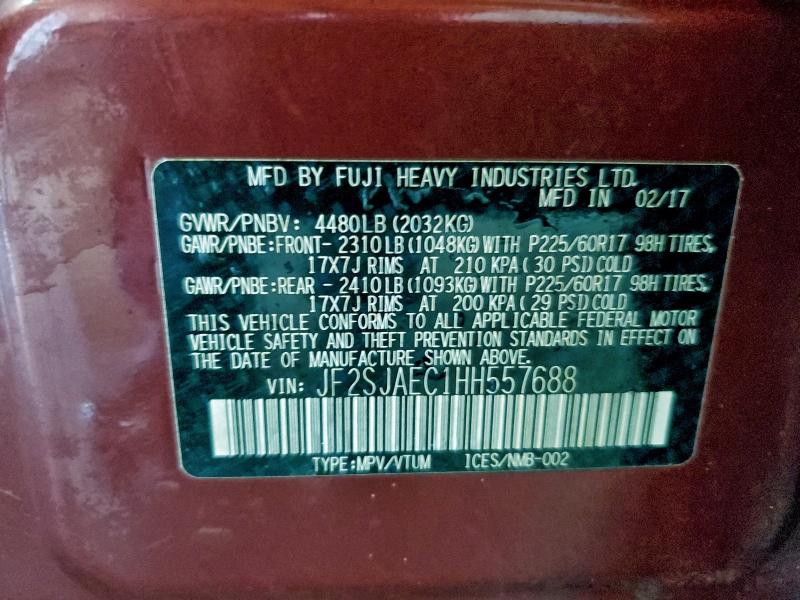 MFD BY FUJI HEAVY INDUSTRIES LTD.
MFD IN 02/17
GVWR/PNBV: 4480LB (2032KG)
GAWR/PNBE:FRONT- 2310LB (1048KG) WITH P225/60R17 98H TIRES,
17X7J RIMS AT 210 KPA( 30 PSI) COLD
GAWR/PNBE:REAR - 2410LB (1093KG) WITH P225/60R17 98H TIRES,
17X7J RIMS AT 200 KPA( 29 PSI) COLD
THIS VEHICLE CONFORMS TO ALL APPLICABLE FEDERAL MOTOR
VEHICLE SAFETY AND THEFT PREVENTION STANDARDS IN EFFECT ON
THE DATE OF MANUFACTURE SHOWN ABOVE.
VIN: JF2SJAEC1HH557688
TYPE:MPV/VTUM ICES/NMB-002